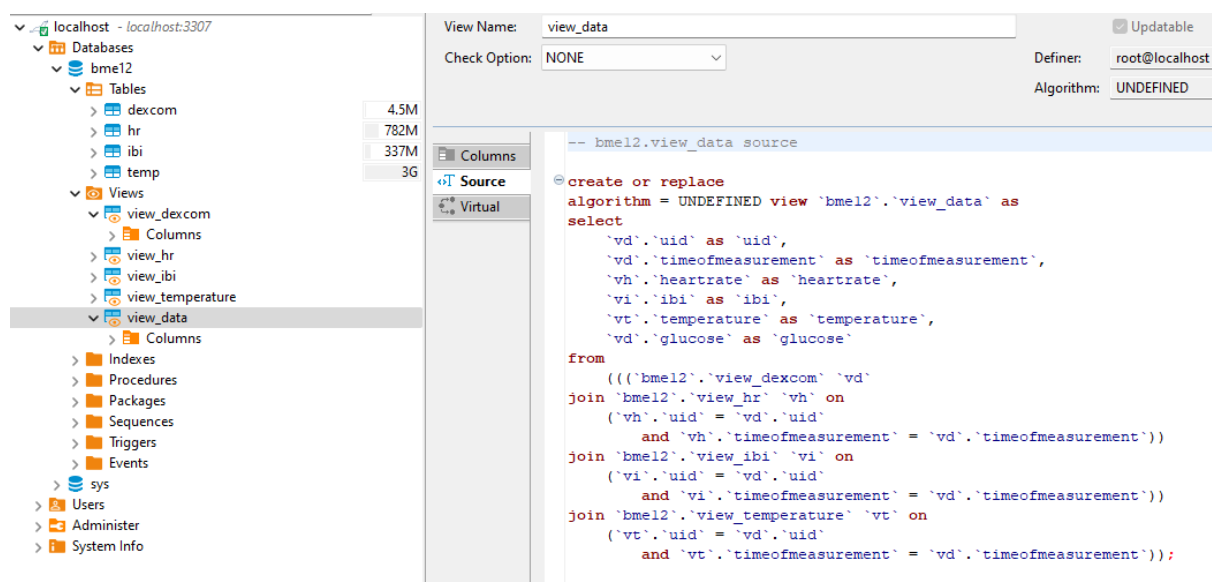 localhost - localhost:3307
Databases
bme12
Tables
dexcom 4.5M
hr 782M
ibi 337M
temp 3G
Views
view_dexcom
Columns
view_hr
view_ibi
view_temperature
view_data
Columns
Indexes
Procedures
Packages
Sequences
Triggers
Events
sys
Users
Administer
System Info
View Name: view_data Updatable
Check Option: NONE Definer: root@localhost
Algorithm: UNDEFINED
Columns
Source
Virtual
-- bme12.view_data source
create or replace
algorithm = UNDEFINED view `bme12`.`view_data` as
select
`vd`.`uid` as `uid`,
`vd`.`timeofmeasurement` as `timeofmeasurement`,
`vh`.`heartrate` as `heartrate`,
`vi`.`ibi` as `ibi`,
`vt`.`temperature` as `temperature`,
`vd`.`glucose` as `glucose`
from
(((`bme12`.`view_dexcom` `vd`
join `bme12`.`view_hr` `vh` on
(`vh`.`uid` = `vd`.`uid`
and `vh`.`timeofmeasurement` = `vd`.`timeofmeasurement`))
join `bme12`.`view_ibi` `vi` on
(`vi`.`uid` = `vd`.`uid`
and `vi`.`timeofmeasurement` = `vd`.`timeofmeasurement`))
join `bme12`.`view_temperature` `vt` on
(`vt`.`uid` = `vd`.`uid`
and `vt`.`timeofmeasurement` = `vd`.`timeofmeasurement`));